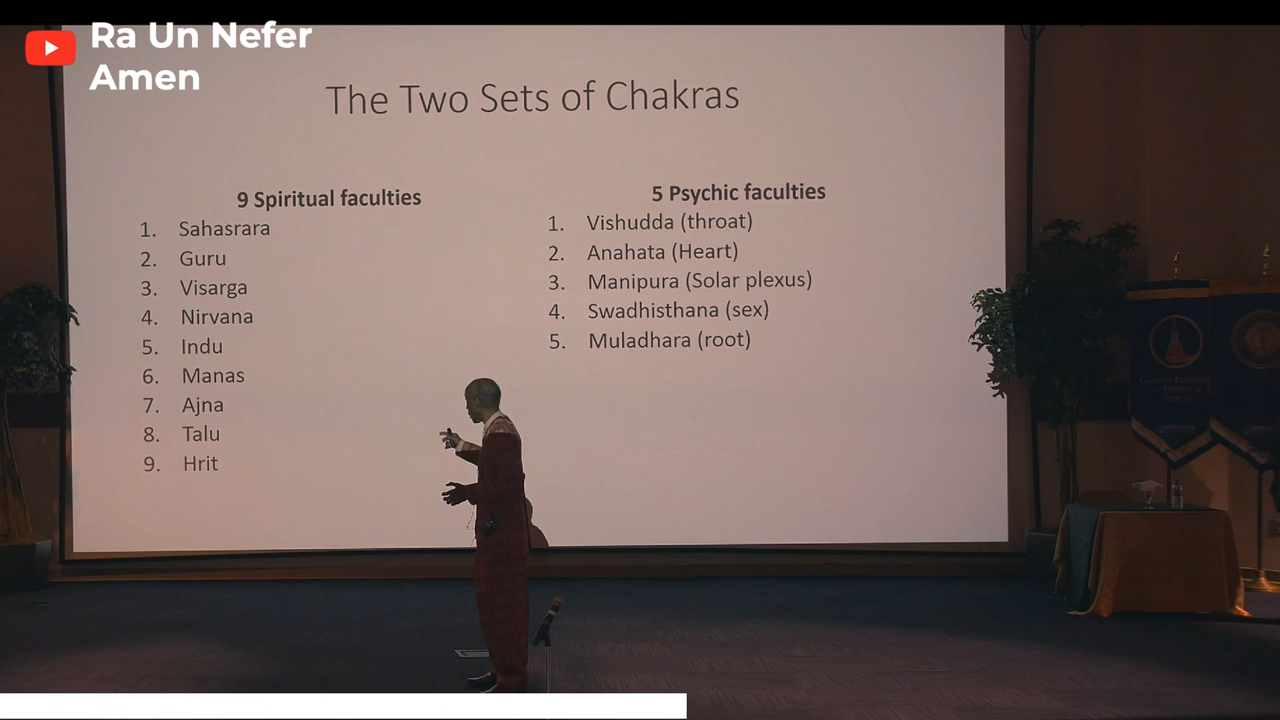 Ra Un Nefer
Amen
The Two Sets of Chakras
9 Spiritual faculties
1. Sahasrara
2. Guru
3. Visarga
4. Nirvana
5. Indu
6. Manas
7. Ajna
8. Talu
9. Hrit
5 Psychic faculties
1. Vishudda (throat)
2. Anahata (Heart)
3. Manipura (Solar plexus)
4. Swadhisthana (sex)
5. Muladhara (root)